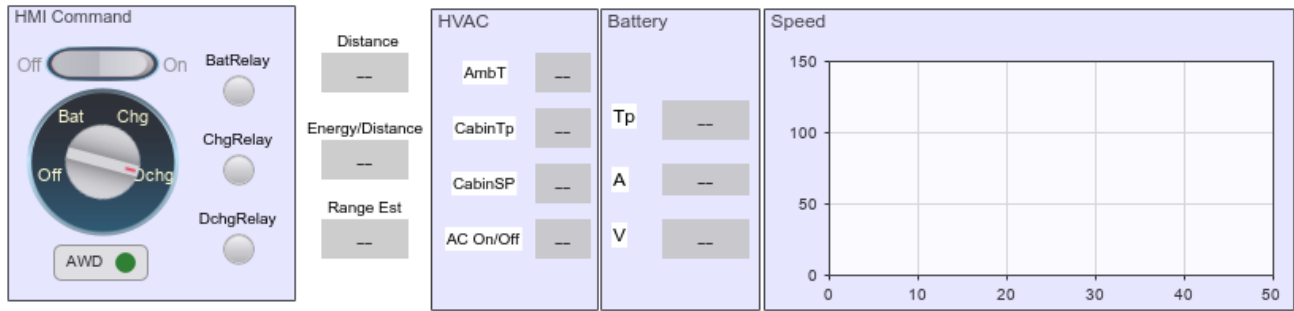 HMI Command
Off
On
BatRelay
Bat
Chg
Off
Dchg
ChgRelay
DchgRelay
AWD
Distance
--
Energy/Distance
--
Range Est
--
HVAC
AmbT --
CabinTp --
CabinSP --
AC On/Off --
Battery
Tp --
A --
V --
Speed
150
100
50
0
0 10 20 30 40 50